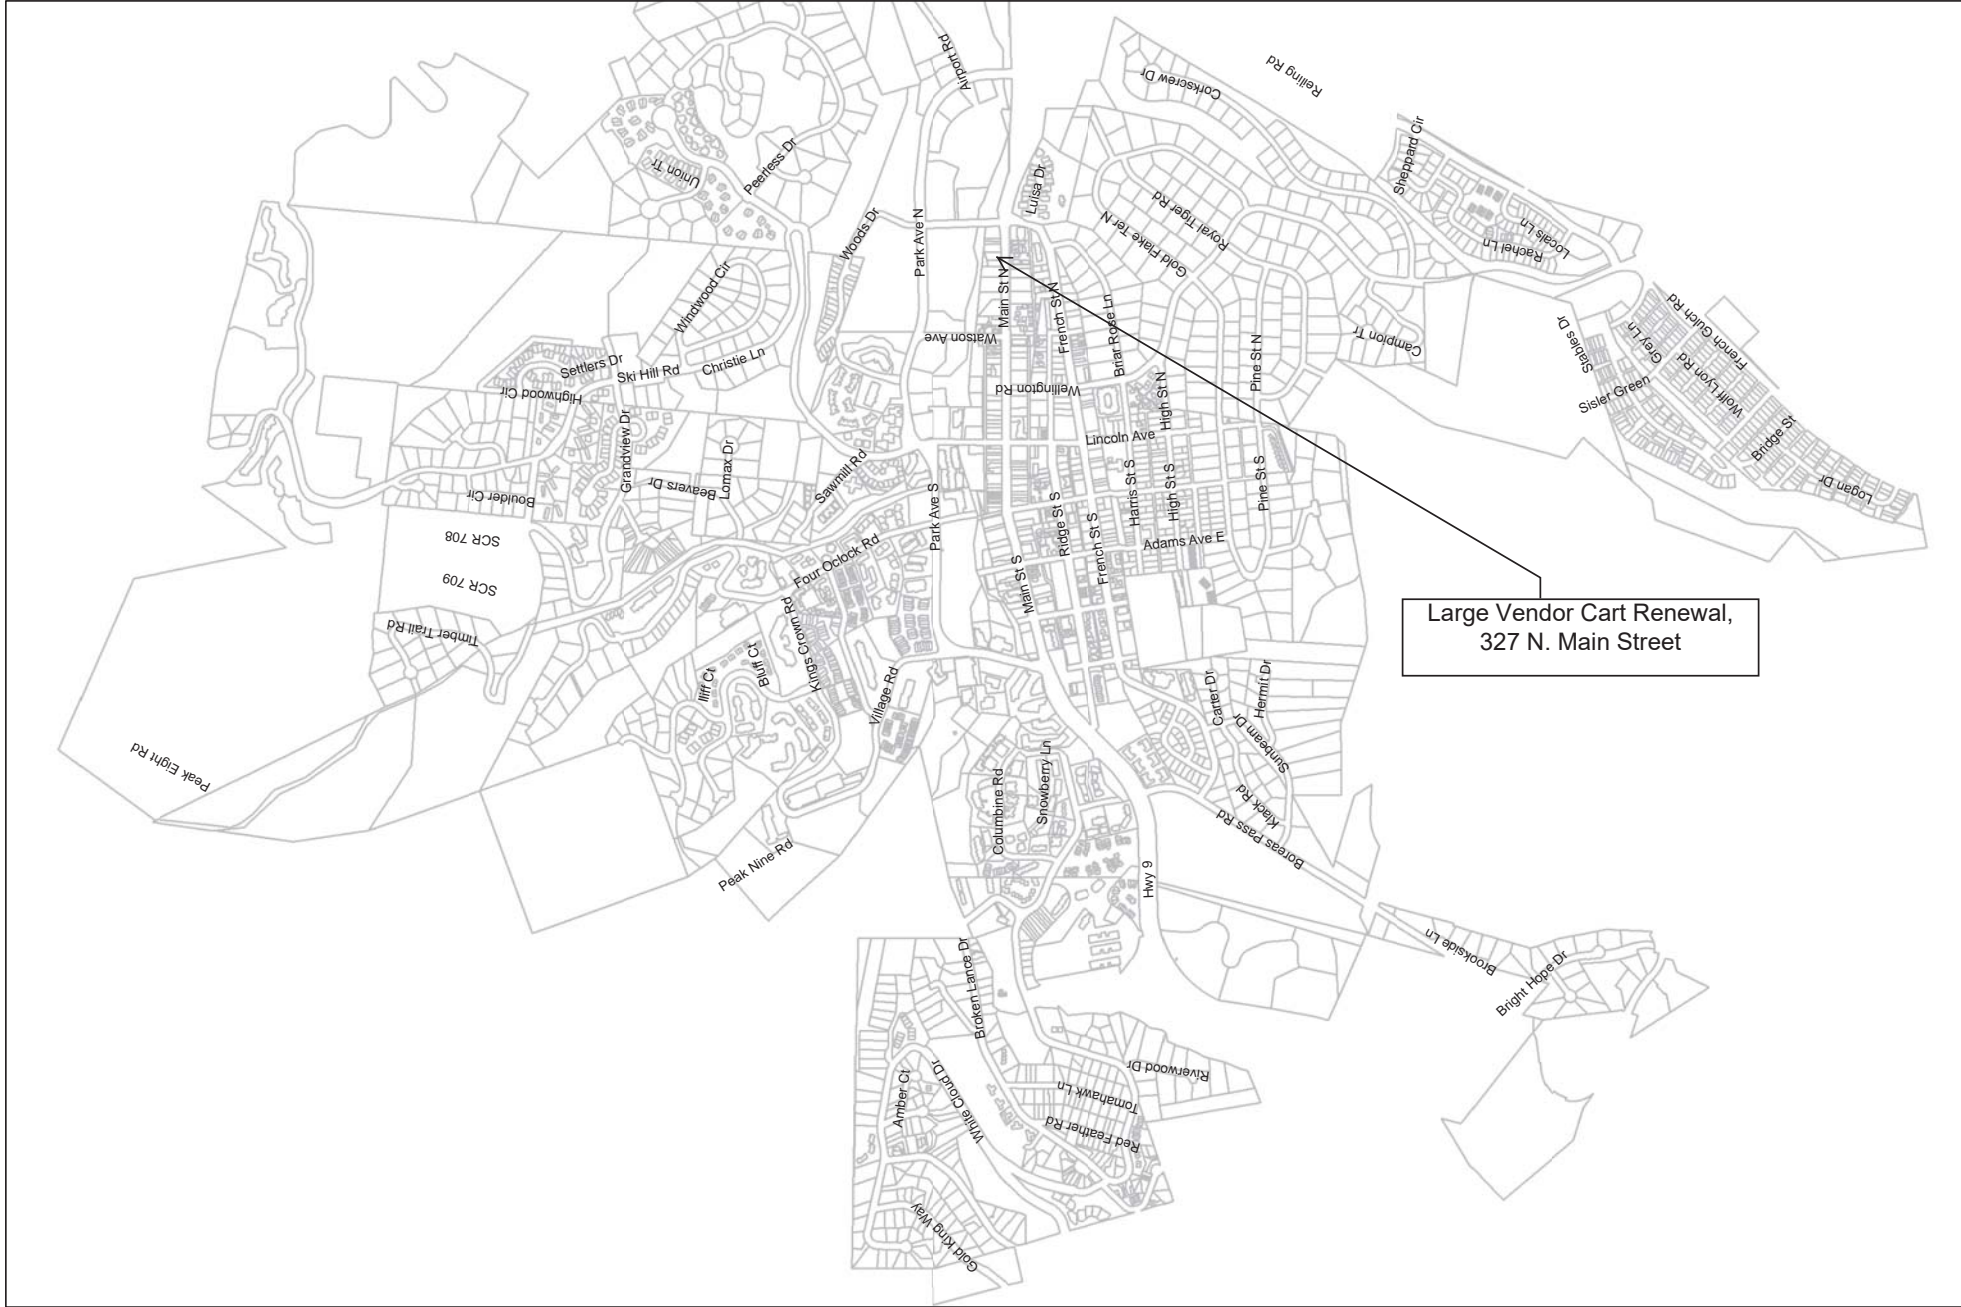 Airport Rd
Corkscrew Dr
Reiling Rd
Sheppard Cir
Union Tr
Peerless Dr
Luisa Dr
Royal Tiger Rd
Gold Flake Ter N
Locals Ln
Rachel Ln
Woods Dr
Park Ave N
Main St N
French St N
Windwood Cir
Watson Ave
Briar Rose Ln
Pine St N
Campion Tr
Stables Dr
Grey Ln
French Gulch Rd
Wolff Lyon Rd
Sisler Green
Bridge St
Logan Dr
Settlers Dr
Ski Hill Rd
Christie Ln
Highwood Cir
Wellington Rd
High St N
Lincoln Ave
Grandview Dr
Beavers Dr
Lomax Dr
Sawmill Rd
Boulder Cir
Park Ave S
Ridge St S
French St S
Harris St S
High St S
Pine St S
Adams Ave E
SCR 708
SCR 709
Four Oclock Rd
Main St S
Timber Trail Rd
Kings Crown Rd
Bluff Ct
Iliff Ct
Village Rd
Large Vendor Cart Renewal,
327 N. Main Street
Carter Dr
Hermit Dr
Sunbeam Dr
Klack Rd
Boreas Pass Rd
Peak Eight Rd
Peak Nine Rd
Columbine Rd
Snowberry Ln
Hwy 9
Brookside Ln
Bright Hope Dr
Broken Lance Dr
Amber Ct
White Cloud Dr
Riverwood Dr
Tomahawk Ln
Red Feather Rd
Gold King Way